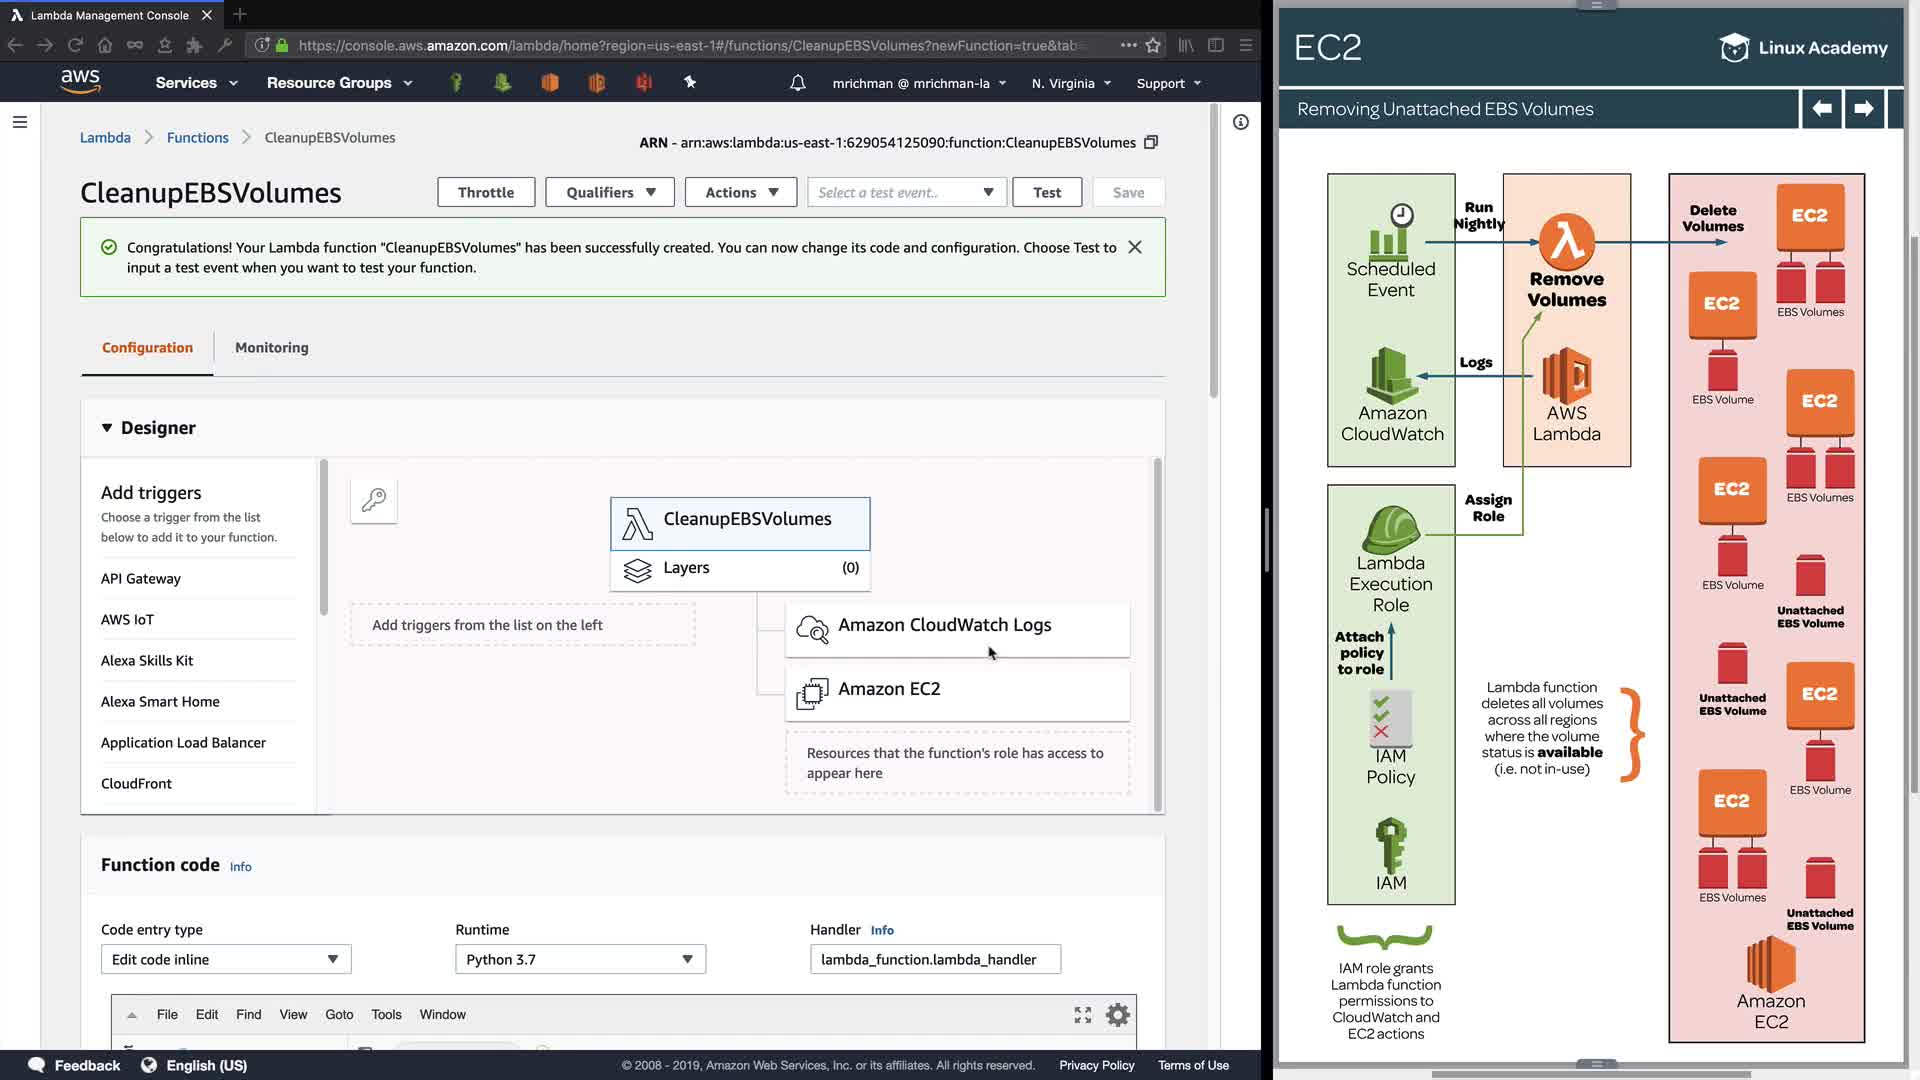 Lambda Management Console
https://console.aws.amazon.com/lambda/home?region=us-east-1#/functions/CleanupEBSVolumes?newFunction=true&tab=
aws
Services
Resource Groups
mrichman @ mrichman-la
N. Virginia
Support
Lambda
Functions
CleanupEBSVolumes
ARN - arn:aws:lambda:us-east-1:629054125090:function:CleanupEBSVolumes
CleanupEBSVolumes
Throttle
Qualifiers
Actions
Select a test event..
Test
Save
Congratulations! Your Lambda function "CleanupEBSVolumes" has been successfully created. You can now change its code and configuration. Choose Test to
input a test event when you want to test your function.
Configuration
Monitoring
Designer
Add triggers
Choose a trigger from the list
below to add it to your function.
API Gateway
AWS IoT
Alexa Skills Kit
Alexa Smart Home
Application Load Balancer
CloudFront
CleanupEBSVolumes
Layers
(0)
Add triggers from the list on the left
Amazon CloudWatch Logs
Amazon EC2
Resources that the function's role has access to
appear here
Function code
Info
Code entry type
Edit code inline
Runtime
Python 3.7
Handler
Info
lambda_function.lambda_handler
File
Edit
Find
View
Goto
Tools
Window
Feedback
English (US)
© 2008 - 2019, Amazon Web Services, Inc. or its affiliates. All rights reserved.
Privacy Policy
Terms of Use
EC2
Linux Academy
Removing Unattached EBS Volumes
Scheduled
Event
Run
Nightly
Remove
Volumes
Delete
Volumes
Amazon
CloudWatch
Logs
AWS
Lambda
Assign
Role
Lambda
Execution
Role
Attach
policy
to role
IAM
Policy
IAM
IAM role grants
Lambda function
permissions to
CloudWatch and
EC2 actions
Lambda function
deletes all volumes
across all regions
where the volume
status is available
(i.e. not in-use)
EC2
EBS Volumes
EC2
EBS Volume
EC2
EBS Volumes
EC2
EBS Volume
Unattached
EBS Volume
Unattached
EBS Volume
EC2
EBS Volume
EC2
EBS Volumes
Unattached
EBS Volume
Amazon
EC2